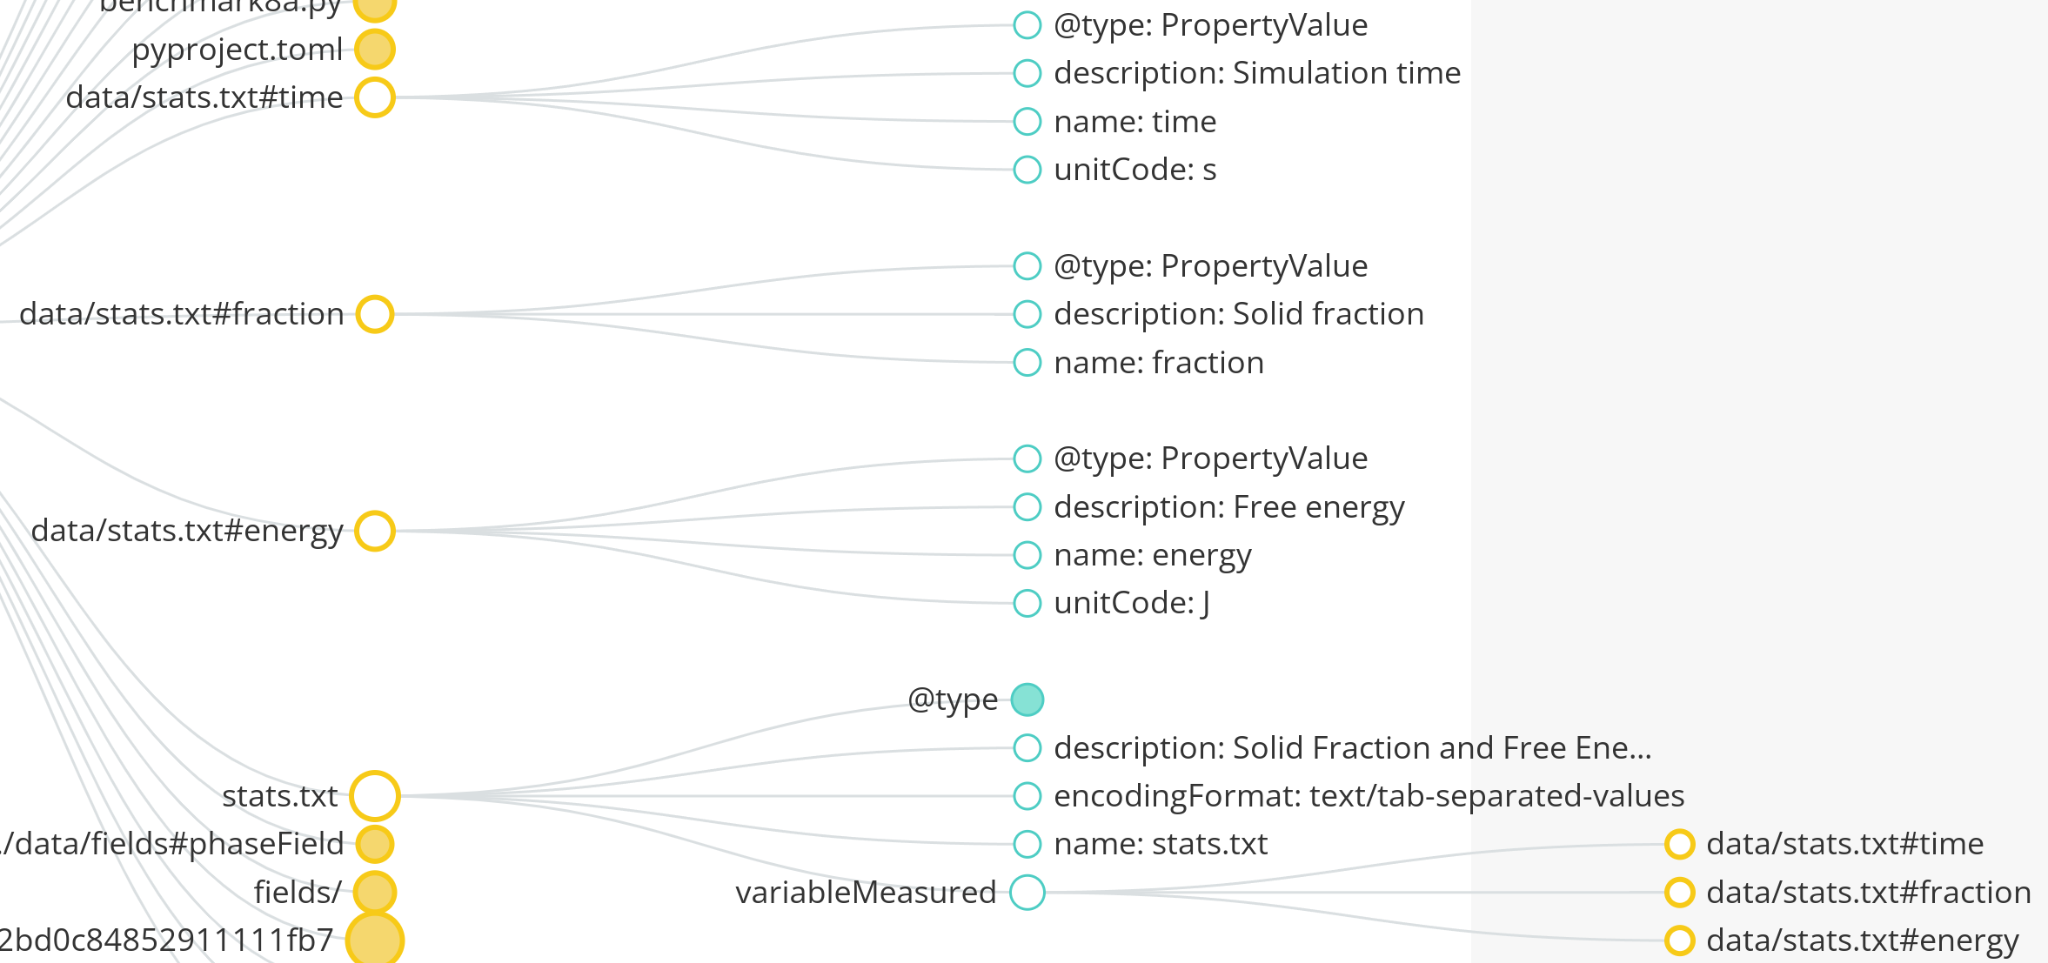 benchmark8a.py
pyproject.toml
data/stats.txt#time
@type: PropertyValue
description: Simulation time
name: time
unitCode: s
data/stats.txt#fraction
@type: PropertyValue
description: Solid fraction
name: fraction
data/stats.txt#energy
@type: PropertyValue
description: Free energy
name: energy
unitCode: J
stats.txt
@type
description: Solid Fraction and Free Ene...
encodingFormat: text/tab-separated-values
name: stats.txt
variableMeasured
data/stats.txt#time
data/stats.txt#fraction
data/stats.txt#energy
./data/fields#phaseField
fields/
2bd0c84852911111fb7